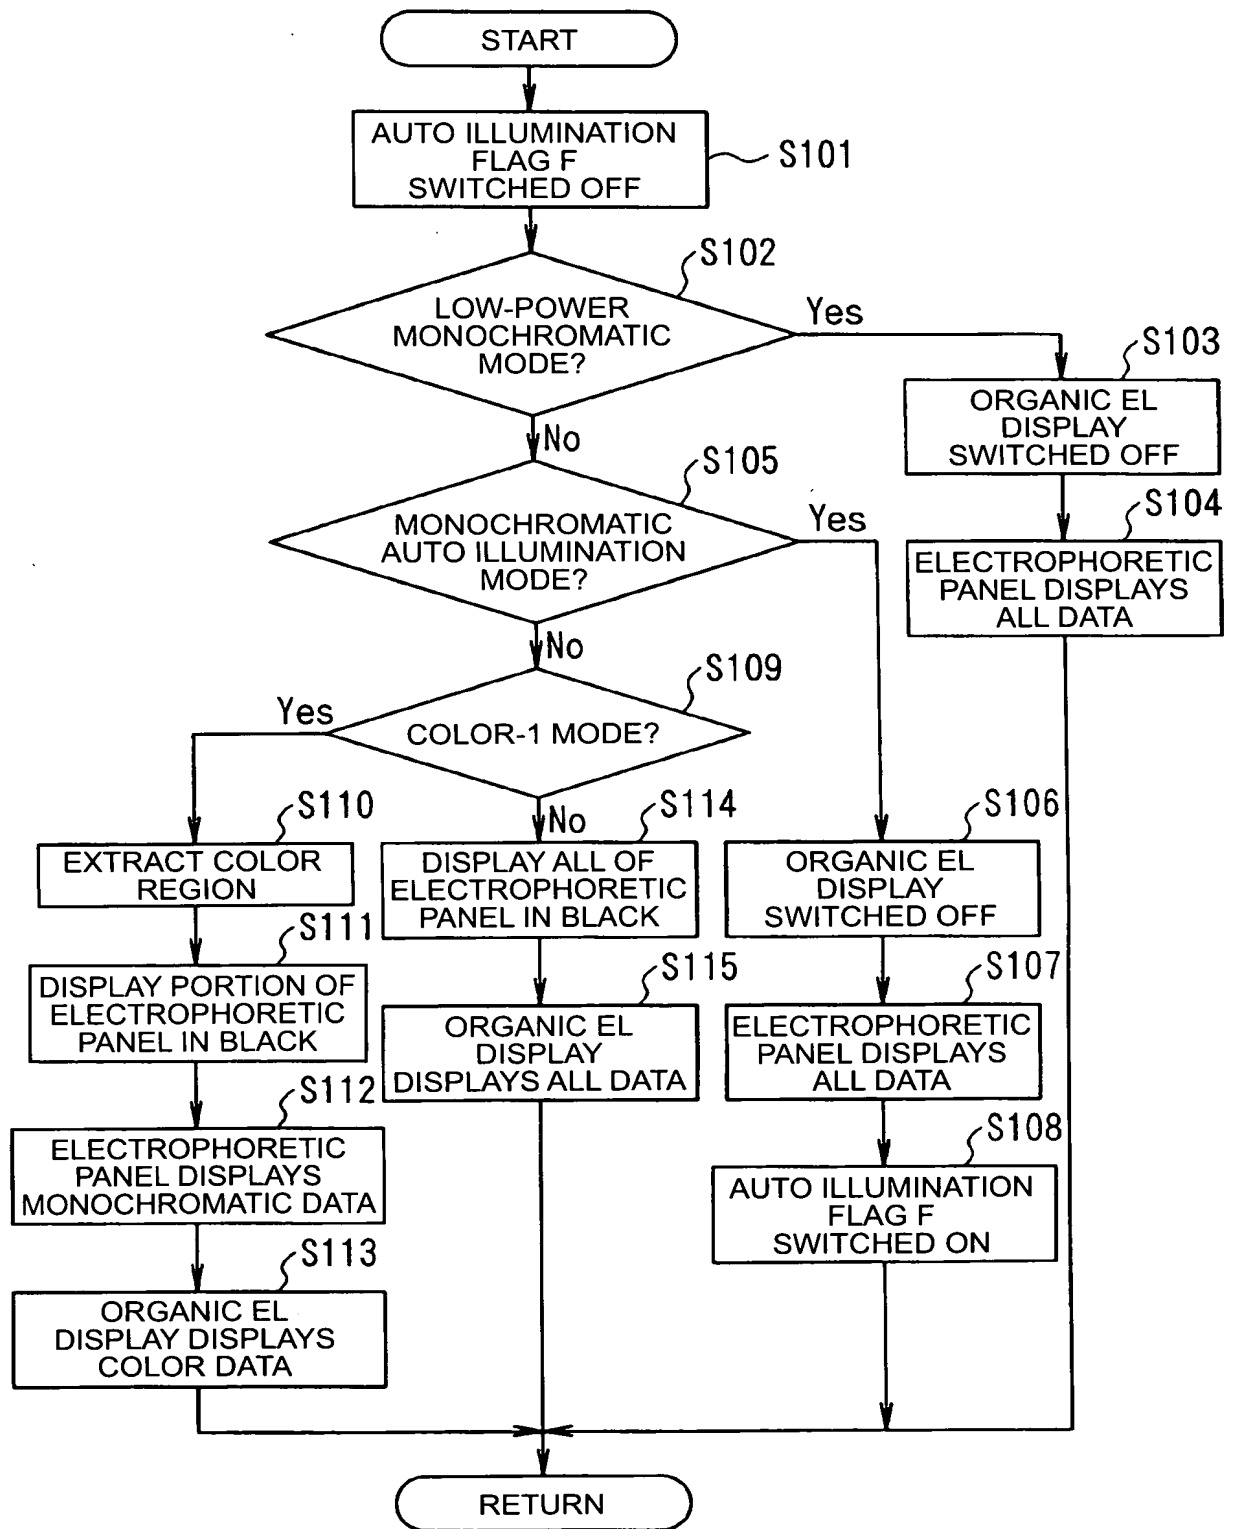 START
AUTO ILLUMINATION
FLAG F
SWITCHED OFF
S101
S102
LOW-POWER
MONOCHROMATIC
MODE?
Yes
No
S103
ORGANIC EL
DISPLAY
SWITCHED OFF
S104
ELECTROPHORETIC
PANEL DISPLAYS
ALL DATA
S105
MONOCHROMATIC
AUTO ILLUMINATION
MODE?
Yes
No
S109
COLOR-1 MODE?
Yes
No
S110
EXTRACT COLOR
REGION
S111
DISPLAY PORTION OF
ELECTROPHORETIC
PANEL IN BLACK
S112
ELECTROPHORETIC
PANEL DISPLAYS
MONOCHROMATIC DATA
S113
ORGANIC EL
DISPLAY DISPLAYS
COLOR DATA
S114
DISPLAY ALL OF
ELECTROPHORETIC
PANEL IN BLACK
S115
ORGANIC EL
DISPLAY
DISPLAYS ALL DATA
S106
ORGANIC EL
DISPLAY
SWITCHED OFF
S107
ELECTROPHORETIC
PANEL DISPLAYS
ALL DATA
S108
AUTO ILLUMINATION
FLAG F
SWITCHED ON
RETURN